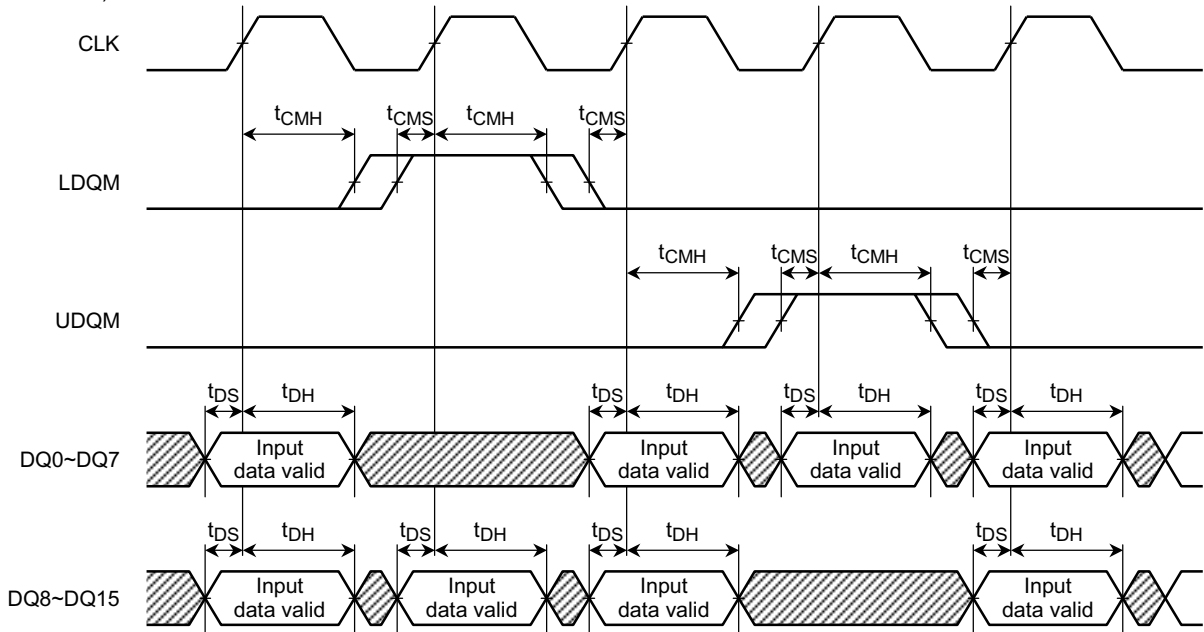 CLK
tCMH tCMS tCMH tCMS
LDQM
tCMH tCMS tCMH tCMS
UDQM
tDS tDH tDS tDH tDS tDH tDS tDH
DQ0~DQ7
Input data valid
Input data valid
Input data valid
Input data valid
tDS tDH tDS tDH tDS tDH tDS tDH
DQ8~DQ15
Input data valid
Input data valid
Input data valid
Input data valid